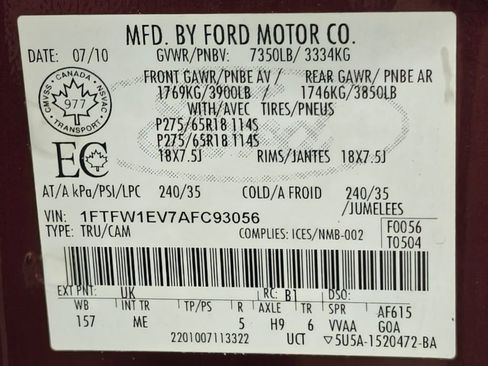 MFD. BY FORD MOTOR CO.
DATE: 07/10 GVWR/PNBV: 7350LB/ 3334KG
FRONT GAWR/PNBE AV / REAR GAWR/ PNBE AR
1769KG/3900LB 1746KG/3850LB
WITH/AVEC TIRES/PNEUS
P275/65R18 114S
P275/65R18 114S
18X7.5J RIMS/JANTES 18X7.5J
CMVSS • CANADA • NSVAC
977
TRANSPORT
EC
AT/A kPa/PSI/LPC 240/35 COLD/A FROID 240/35
/JUMELEES
VIN: 1FTFW1EV7AFC93056
TYPE: TRU/CAM COMPLIES: ICES/NMB-002
F0056
T0504
EXT PNT: UK RC: B1 DSO:
WB INT TR TP/PS R AXLE TR SPR AF615
157 ME 5 H9 6 VVAA GOA
2201007113322 UCT ▽5U5A-1520472-BA